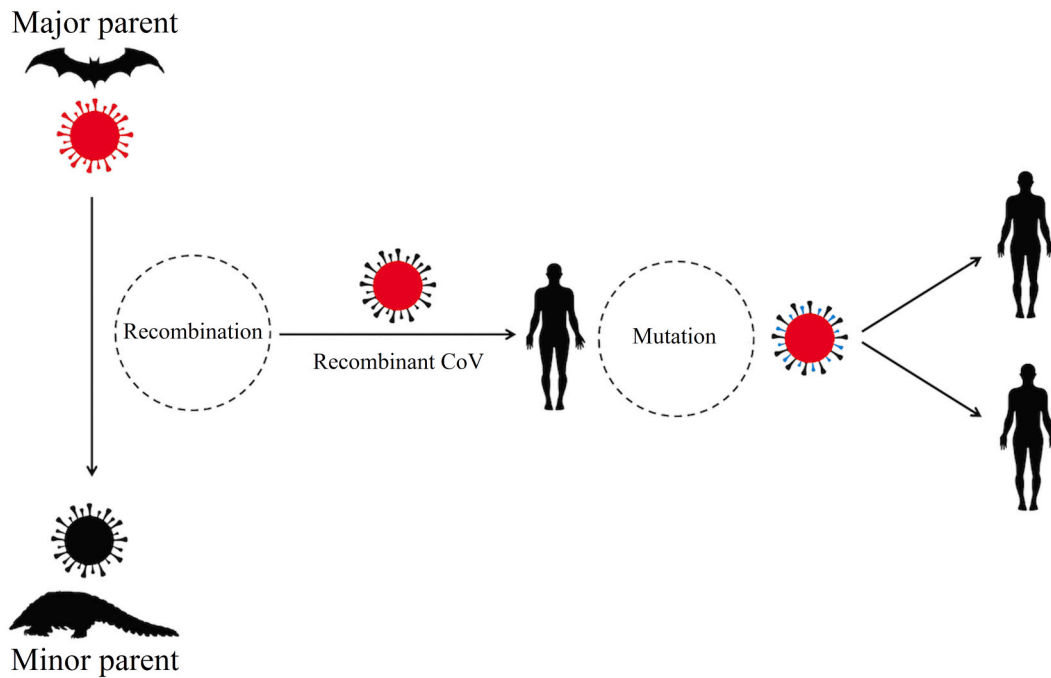 Major parent
Recombination
Recombinant CoV
Mutation
Minor parent